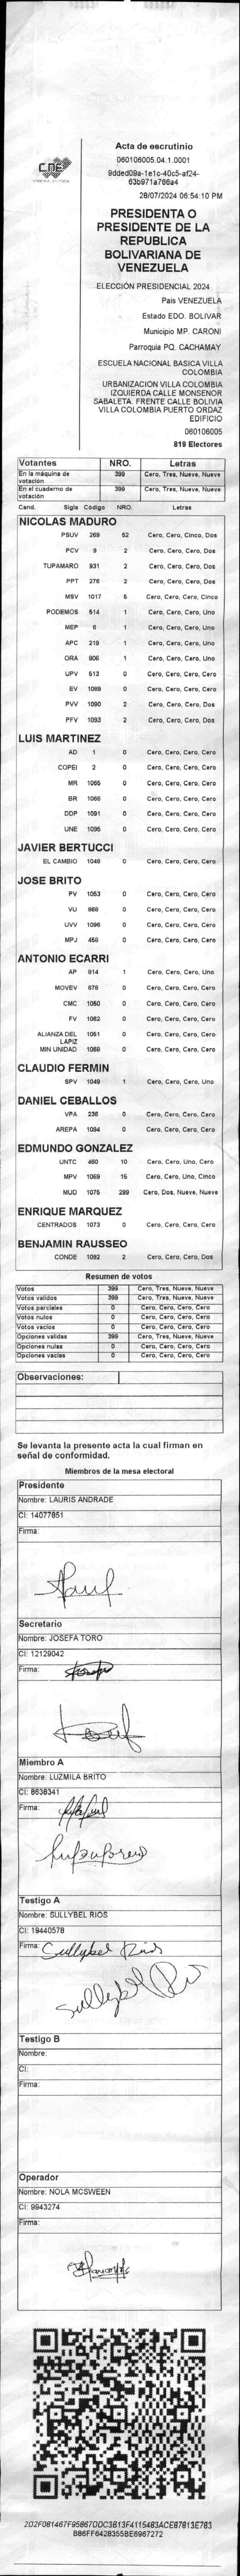 CNE
Acta de escrutinio
060106005.04.1.0001
9dded09a-1e1c-40c5-af24-
63b971a766a4
28/07/2024 06:54:10 PM
PRESIDENTA O
PRESIDENTE DE LA
REPUBLICA
BOLIVARIANA DE
VENEZUELA
ELECCIÓN PRESIDENCIAL 2024
Pais VENEZUELA
Estado EDO. BOLIVAR
Municipio MP. CARONI
Parroquia PQ. CACHAMAY
ESCUELA NACIONAL BASICA VILLA
COLOMBIA
URBANIZACION VILLA COLOMBIA
IZQUIERDA CALLE MONSENOR
SABALETA. FRENTE CALLE BOLIVIA
VILLA COLOMBIA PUERTO ORDAZ
EDIFICIO
060106005
819 Electores
Votantes NRO. Letras
En la máquina de votación 399 Cero, Tres, Nueve, Nueve
En el cuaderno de votación 399 Cero, Tres, Nueve, Nueve
Cand. Sigla Código NRO. Letras
NICOLAS MADURO
PSUV 269 52 Cero, Cero, Cinco, Dos
PCV 9 2 Cero, Cero, Cero, Dos
TUPAMARO 931 2 Cero, Cero, Cero, Dos
PPT 276 2 Cero, Cero, Cero, Dos
MSV 1017 5 Cero, Cero, Cero, Cinco
PODEMOS 514 1 Cero, Cero, Cero, Uno
MEP 6 1 Cero, Cero, Cero, Uno
APC 219 1 Cero, Cero, Cero, Uno
ORA 906 1 Cero, Cero, Cero, Uno
UPV 513 0 Cero, Cero, Cero, Cero
EV 1089 0 Cero, Cero, Cero, Cero
PVV 1090 2 Cero, Cero, Cero, Dos
PFV 1093 2 Cero, Cero, Cero, Dos
LUIS MARTINEZ
AD 1 0 Cero, Cero, Cero, Cero
COPEI 2 0 Cero, Cero, Cero, Cero
MR 1065 0 Cero, Cero, Cero, Cero
BR 1066 0 Cero, Cero, Cero, Cero
DDP 1091 0 Cero, Cero, Cero, Cero
UNE 1095 0 Cero, Cero, Cero, Cero
JAVIER BERTUCCI
EL CAMBIO 1048 0 Cero, Cero, Cero, Cero
JOSE BRITO
PV 1053 0 Cero, Cero, Cero, Cero
VU 968 0 Cero, Cero, Cero, Cero
UVV 1096 0 Cero, Cero, Cero, Cero
MPJ 458 0 Cero, Cero, Cero, Cero
ANTONIO ECARRI
AP 814 1 Cero, Cero, Cero, Uno
MOVEV 878 0 Cero, Cero, Cero, Cero
CMC 1050 0 Cero, Cero, Cero, Cero
FV 1052 0 Cero, Cero, Cero, Cero
ALIANZA DEL LAPIZ 1051 0 Cero, Cero, Cero, Cero
MIN UNIDAD 1068 0 Cero, Cero, Cero, Cero
CLAUDIO FERMIN
SPV 1049 1 Cero, Cero, Cero, Uno
DANIEL CEBALLOS
VPA 236 0 Cero, Cero, Cero, Cero
AREPA 1094 0 Cero, Cero, Cero, Cero
EDMUNDO GONZALEZ
UNTC 460 10 Cero, Cero, Uno, Cero
MPV 1069 15 Cero, Cero, Uno, Cinco
MUD 1075 299 Cero, Dos, Nueve, Nueve
ENRIQUE MARQUEZ
CENTRADOS 1073 0 Cero, Cero, Cero, Cero
BENJAMIN RAUSSEO
CONDE 1092 2 Cero, Cero, Cero, Dos
Resumen de votos
Votos 399 Cero, Tres, Nueve, Nueve
Votos validos 399 Cero, Tres, Nueve, Nueve
Votos parciales 0 Cero, Cero, Cero, Cero
Votos nulos 0 Cero, Cero, Cero, Cero
Votos vacios 0 Cero, Cero, Cero, Cero
Opciones validas 399 Cero, Tres, Nueve, Nueve
Opciones nulas 0 Cero, Cero, Cero, Cero
Opciones vacias 0 Cero, Cero, Cero, Cero
Observaciones:
Se levanta la presente acta la cual firman en
señal de conformidad.
Miembros de la mesa electoral
Presidente
Nombre: LAURIS ANDRADE
CI: 14077851
Firma:
Secretario
Nombre: JOSEFA TORO
CI: 12129042
Firma:
Miembro A
Nombre: LUZMILA BRITO
CI: 8638341
Firma:
Testigo A
Nombre: SULLYBEL RIOS
CI: 19440578
Firma: Sullybel Rios
Sullybel Rios
Testigo B
Nombre:
CI:
Firma:
Operador
Nombre: NOLA MCSWEEN
CI: 9943274
Firma:
2D2F081467F95867DDC3B13F4115483ACE87813E783
B86FF6428355BE6967272